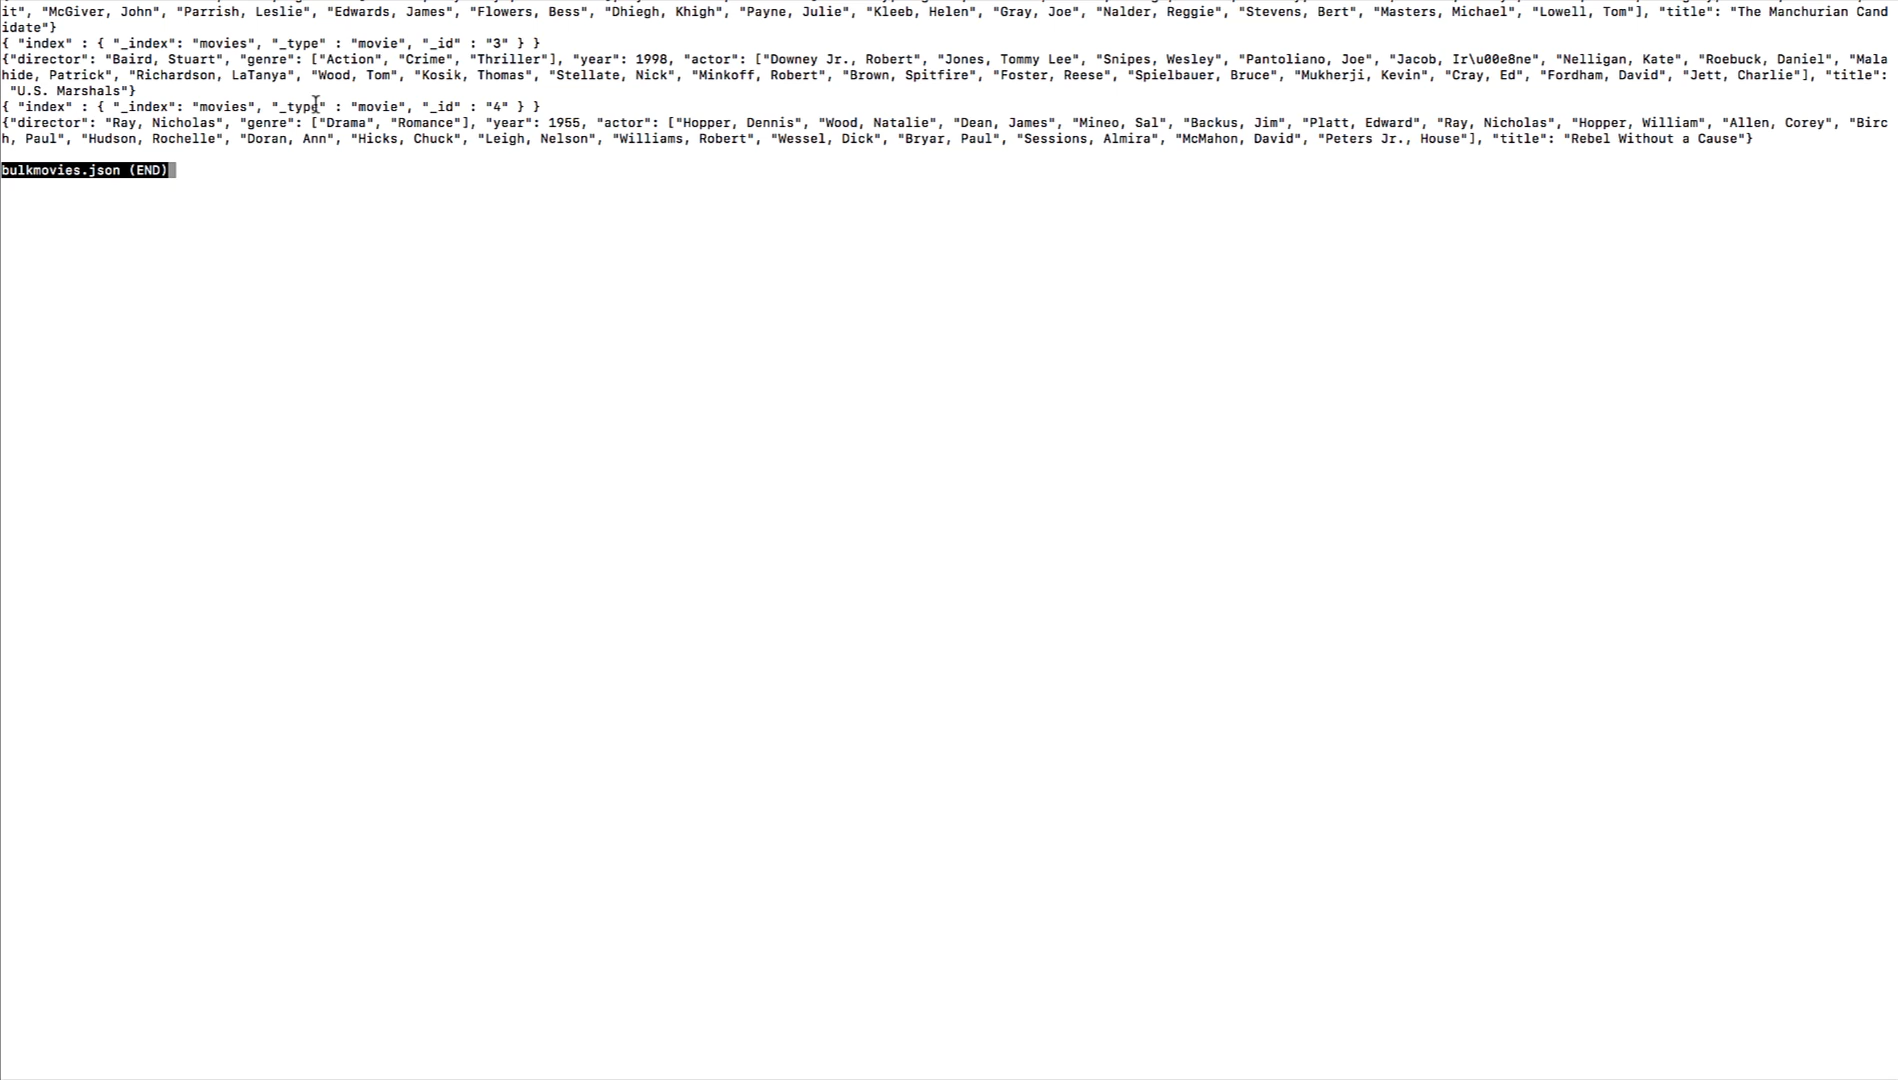 it", "McGiver, John", "Parrish, Leslie", "Edwards, James", "Flowers, Bess", "Dhiegh, Khigh", "Payne, Julie", "Kleeb, Helen", "Gray, Joe", "Nalder, Reggie", "Stevens, Bert", "Masters, Michael", "Lowell, Tom"], "title": "The Manchurian Cand
idate"}
{ "index" : { "_index": "movies", "_type" : "movie", "_id" : "3" } }
{"director": "Baird, Stuart", "genre": ["Action", "Crime", "Thriller"], "year": 1998, "actor": ["Downey Jr., Robert", "Jones, Tommy Lee", "Snipes, Wesley", "Pantoliano, Joe", "Jacob, Ir\u00e8ne", "Nelligan, Kate", "Roebuck, Daniel", "Mala
hide, Patrick", "Richardson, LaTanya", "Wood, Tom", "Kosik, Thomas", "Stellate, Nick", "Minkoff, Robert", "Brown, Spitfire", "Foster, Reese", "Spielbauer, Bruce", "Mukherji, Kevin", "Cray, Ed", "Fordham, David", "Jett, Charlie"], "title":
 "U.S. Marshals"}
{ "index" : { "_index": "movies", "_type" : "movie", "_id" : "4" } }
{"director": "Ray, Nicholas", "genre": ["Drama", "Romance"], "year": 1955, "actor": ["Hopper, Dennis", "Wood, Natalie", "Dean, James", "Mineo, Sal", "Backus, Jim", "Platt, Edward", "Ray, Nicholas", "Hopper, William", "Allen, Corey", "Birc
h, Paul", "Hudson, Rochelle", "Doran, Ann", "Hicks, Chuck", "Leigh, Nelson", "Williams, Robert", "Wessel, Dick", "Bryar, Paul", "Sessions, Almira", "McMahon, David", "Peters Jr., House"], "title": "Rebel Without a Cause"}
bulkmovies.json (END)